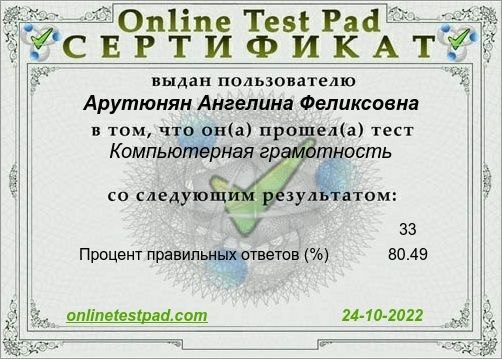 Online Test Pad
СЕРТИФИКАТ
выдан пользователю
Арутюнян Ангелина Феликсовна
в том, что он(а) прошел(а) тест
Компьютерная грамотность
со следующим результатом:
33
Процент правильных ответов (%) 80.49
onlinetestpad.com 24-10-2022